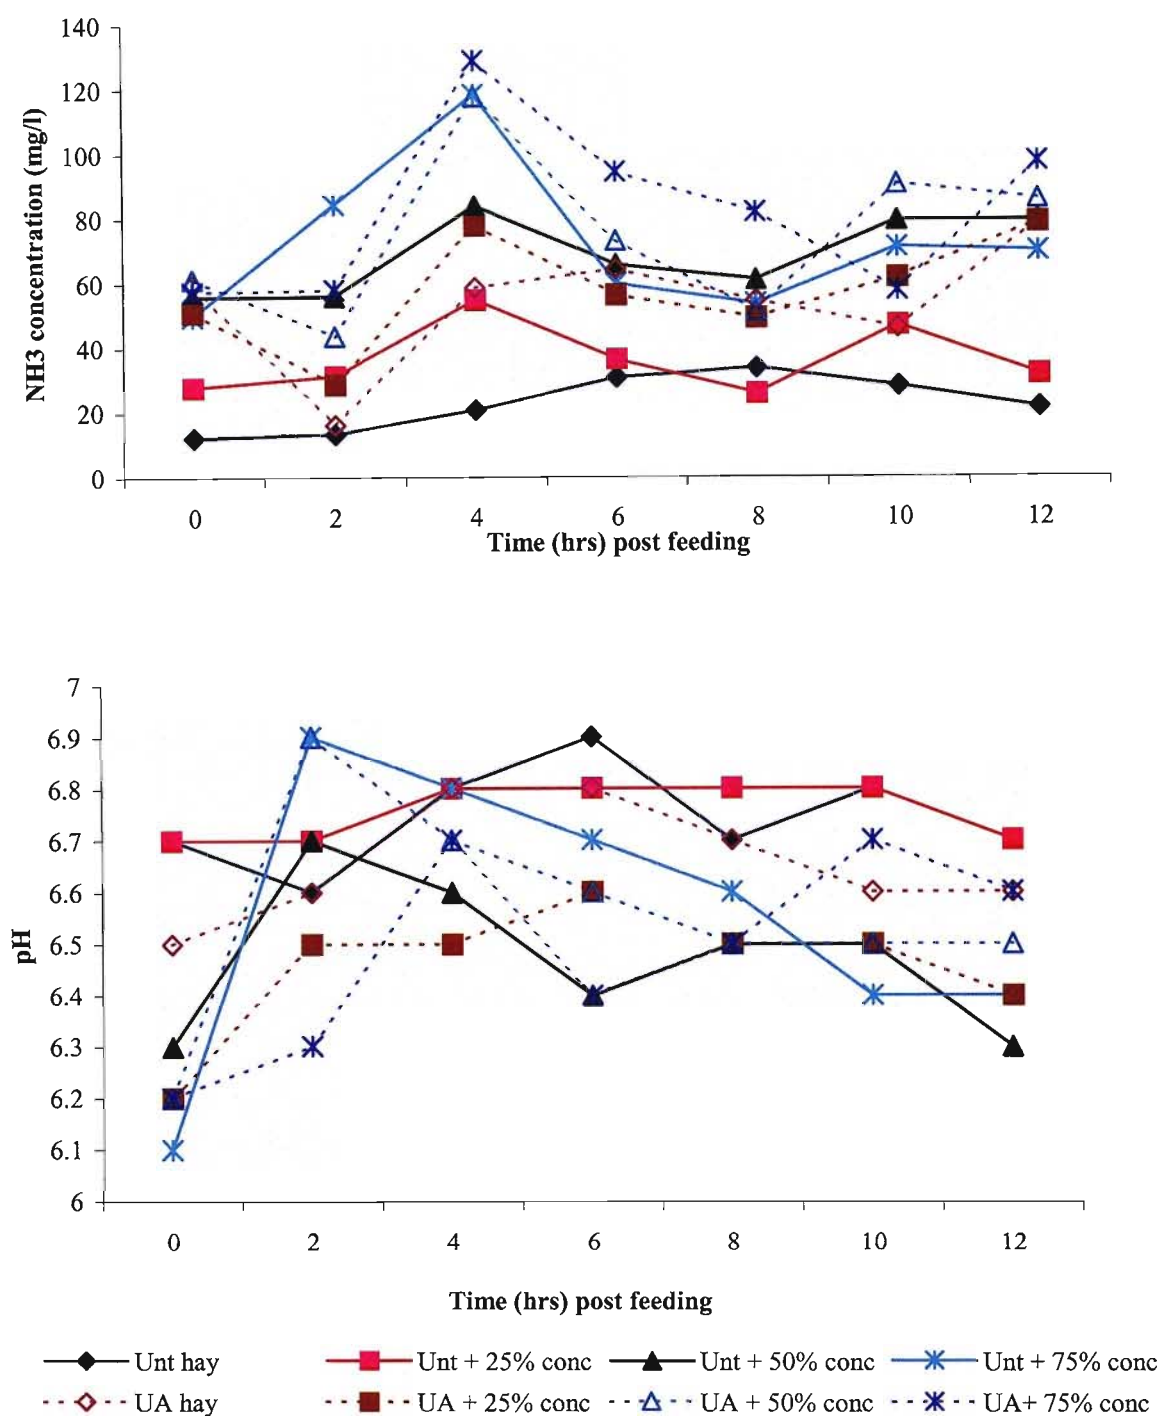 140
120
100
80
60
40
20
0
NH3 concentration (mg/l)
0 2 4 6 8 10 12
Time (hrs) post feeding
7
6.9
6.8
6.7
6.6
6.5
6.4
6.3
6.2
6.1
6
pH
0 2 4 6 8 10 12
Time (hrs) post feeding
Unt hay Unt + 25% conc Unt + 50% conc Unt + 75% conc
UA hay UA + 25% conc UA + 50% conc UA+ 75% conc